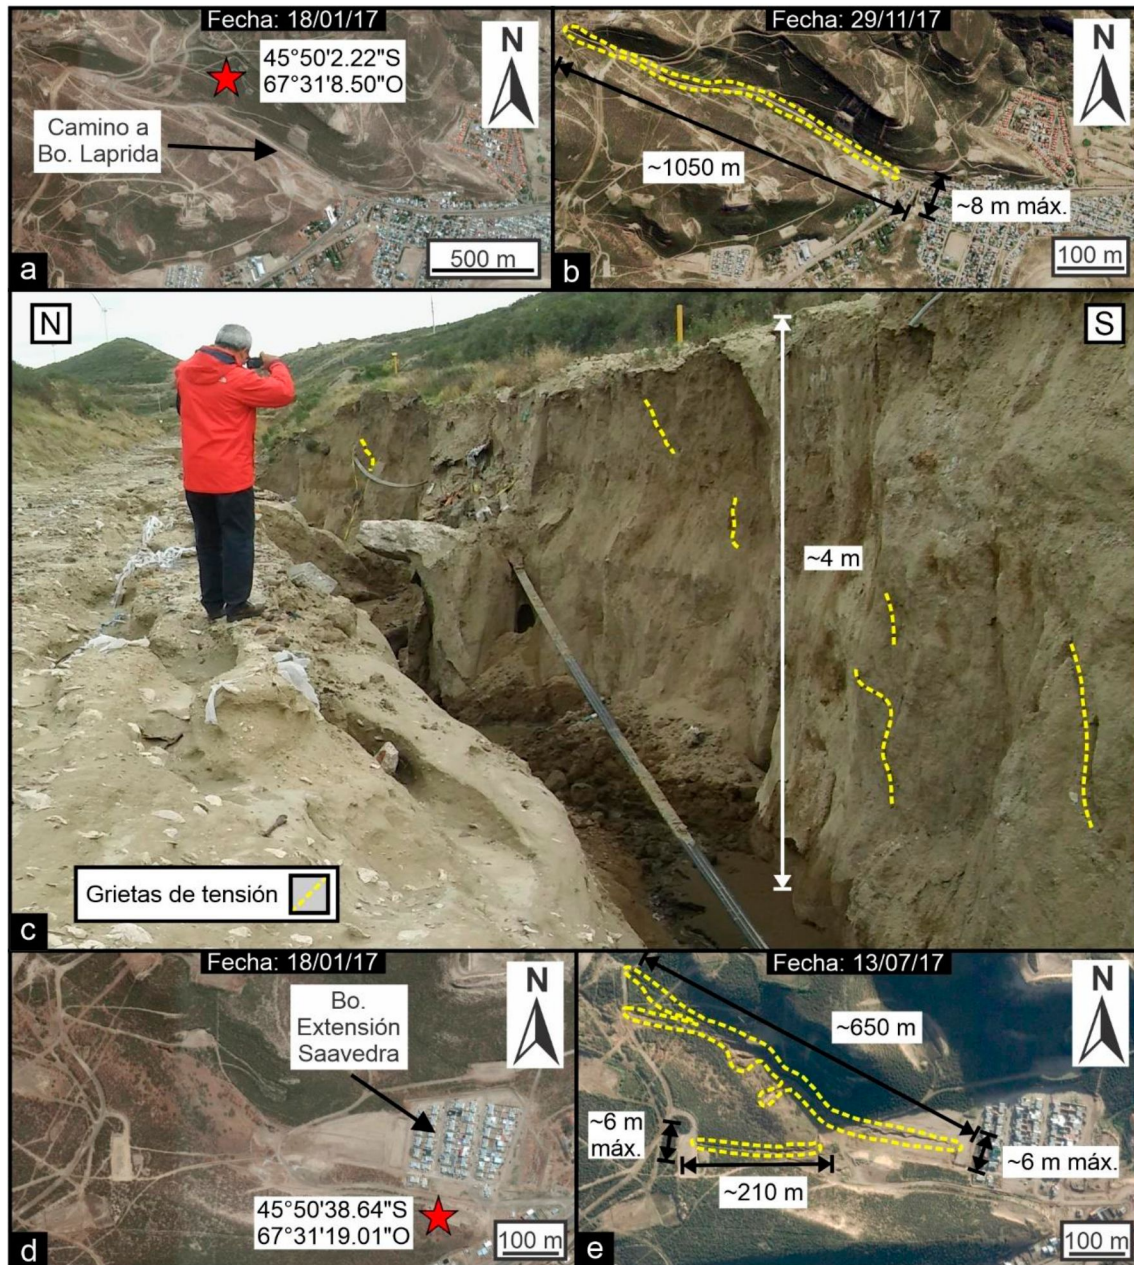 Fecha: 18/01/17
45°50'2.22"S
67°31'8.50"O
N
Camino a
Bo. Laprida
500 m
a
Fecha: 29/11/17
N
~1050 m
~8 m máx.
100 m
b
N
S
~4 m
Grietas de tensión
c
Fecha: 18/01/17
N
Bo.
Extensión
Saavedra
45°50'38.64"S
67°31'19.01"O
100 m
d
Fecha: 13/07/17
N
~650 m
~6 m
máx.
~6 m máx.
~210 m
100 m
e